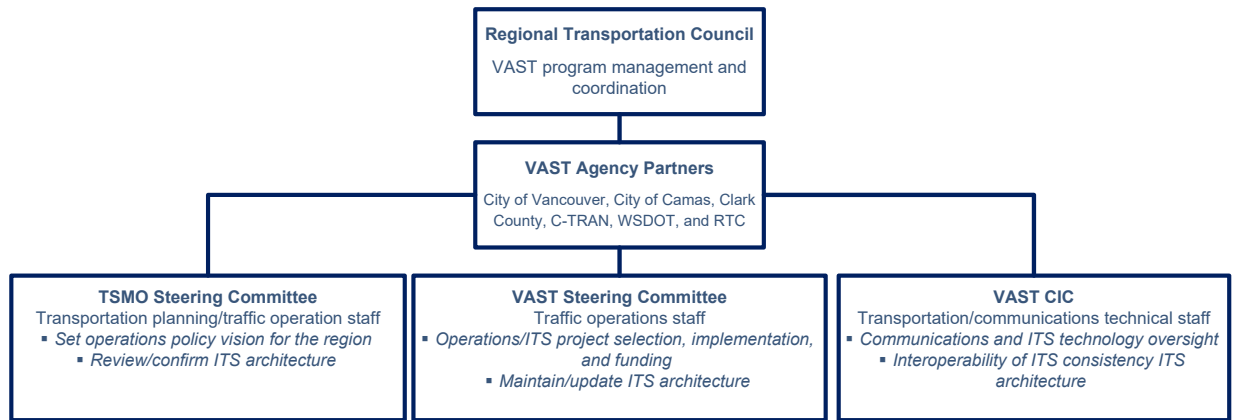 Regional Transportation Council
VAST program management and
coordination
VAST Agency Partners
City of Vancouver, City of Camas, Clark
County, C-TRAN, WSDOT, and RTC
TSMO Steering Committee
Transportation planning/traffic operation staff
▪ Set operations policy vision for the region
▪ Review/confirm ITS architecture
VAST Steering Committee
Traffic operations staff
▪ Operations/ITS project selection, implementation,
and funding
▪ Maintain/update ITS architecture
VAST CIC
Transportation/communications technical staff
▪ Communications and ITS technology oversight
▪ Interoperability of ITS consistency ITS
architecture